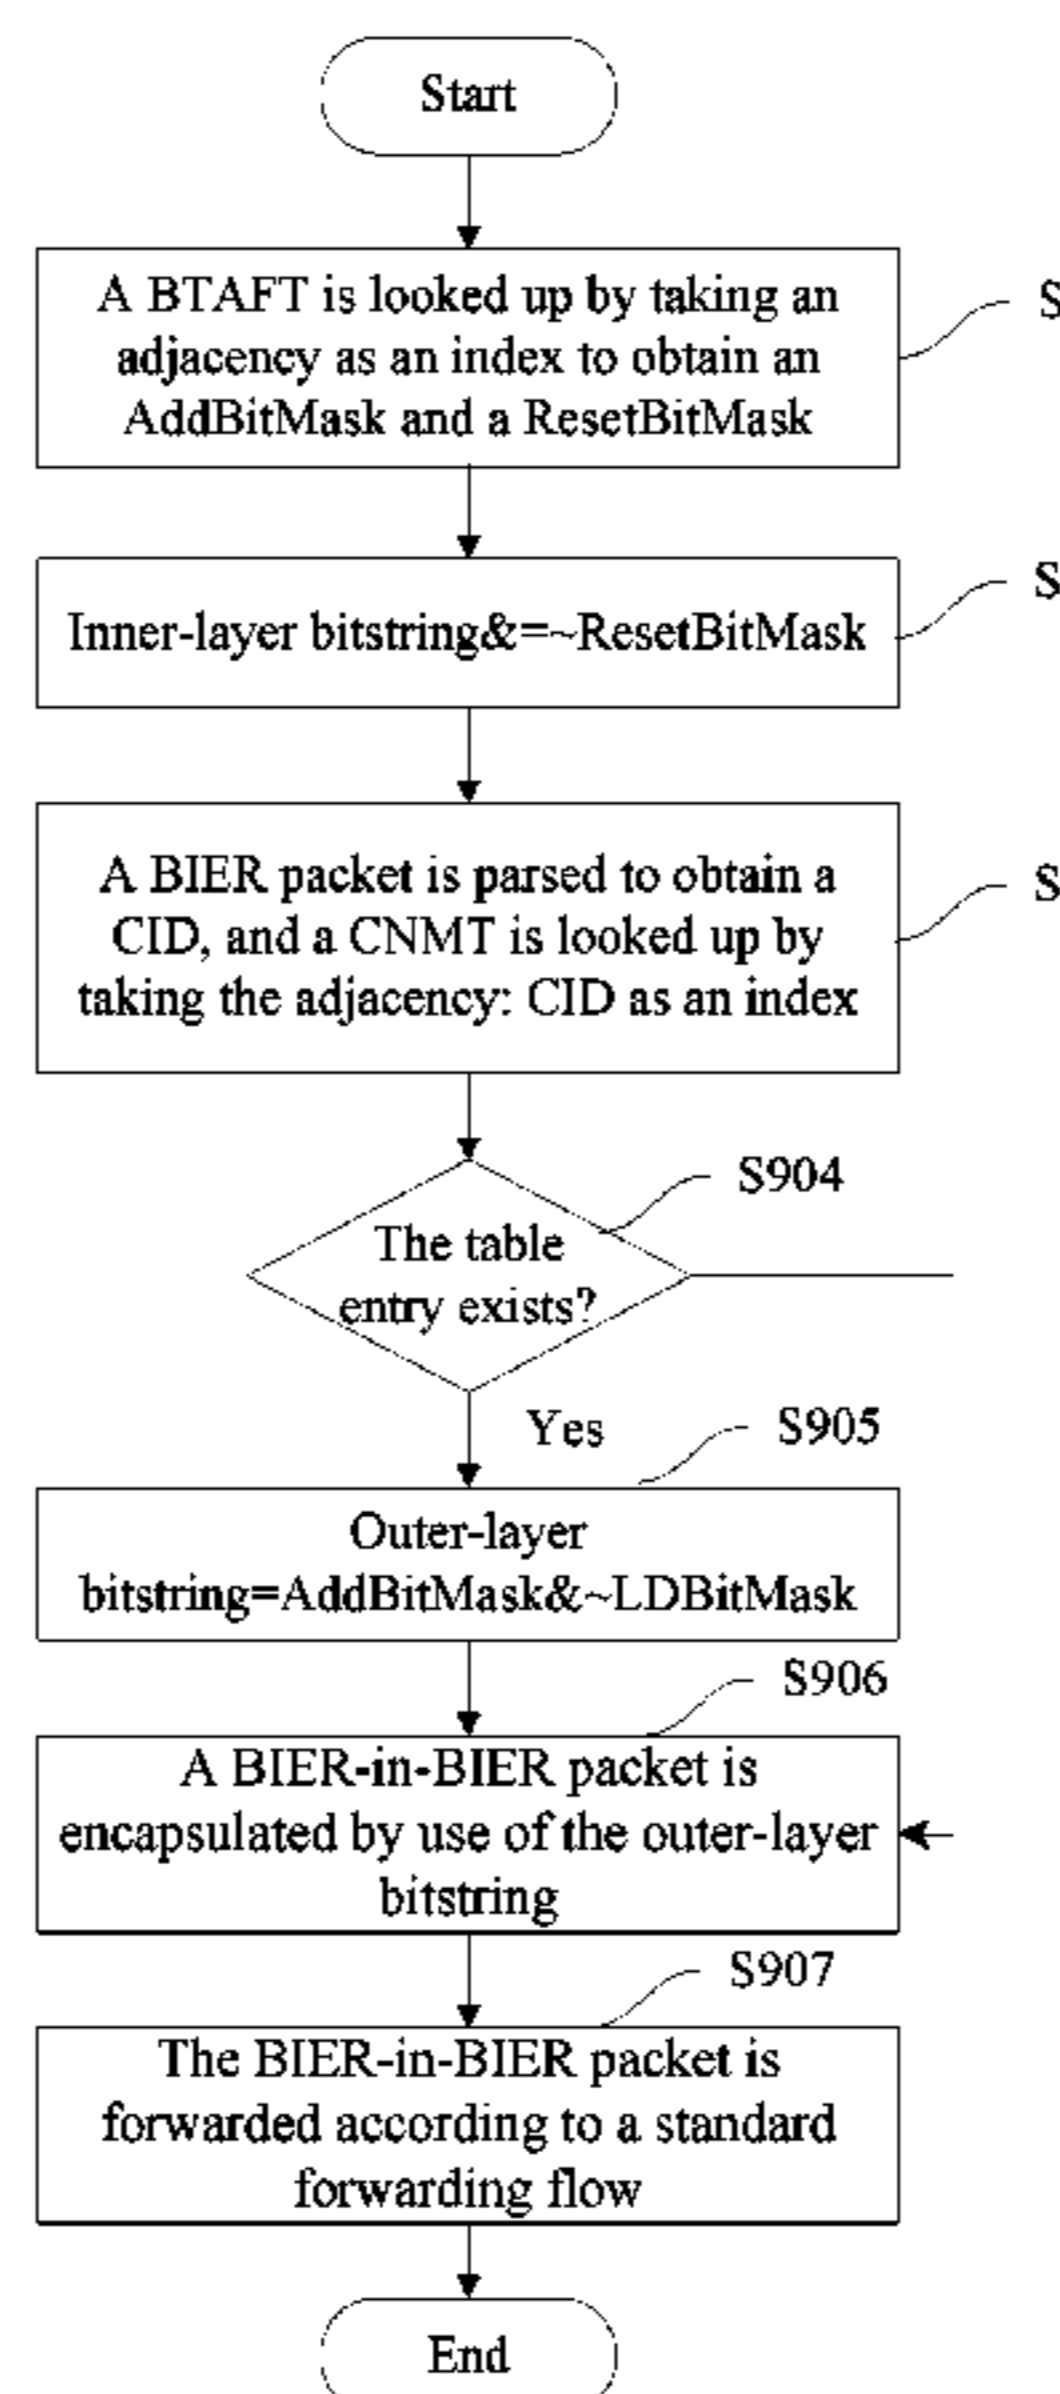 Start
A BTAFT is looked up by taking an
adjacency as an index to obtain an
AddBitMask and a ResetBitMask
S
Inner-layer bitstring&=~ResetBitMask
S
A BIER packet is parsed to obtain a
CID, and a CNMT is looked up by
taking the adjacency: CID as an index
S
S904
The table
entry exists?
Yes
S905
Outer-layer
bitstring=AddBitMask&~LDBitMask
S906
A BIER-in-BIER packet is
encapsulated by use of the outer-layer
bitstring
S907
The BIER-in-BIER packet is
forwarded according to a standard
forwarding flow
End